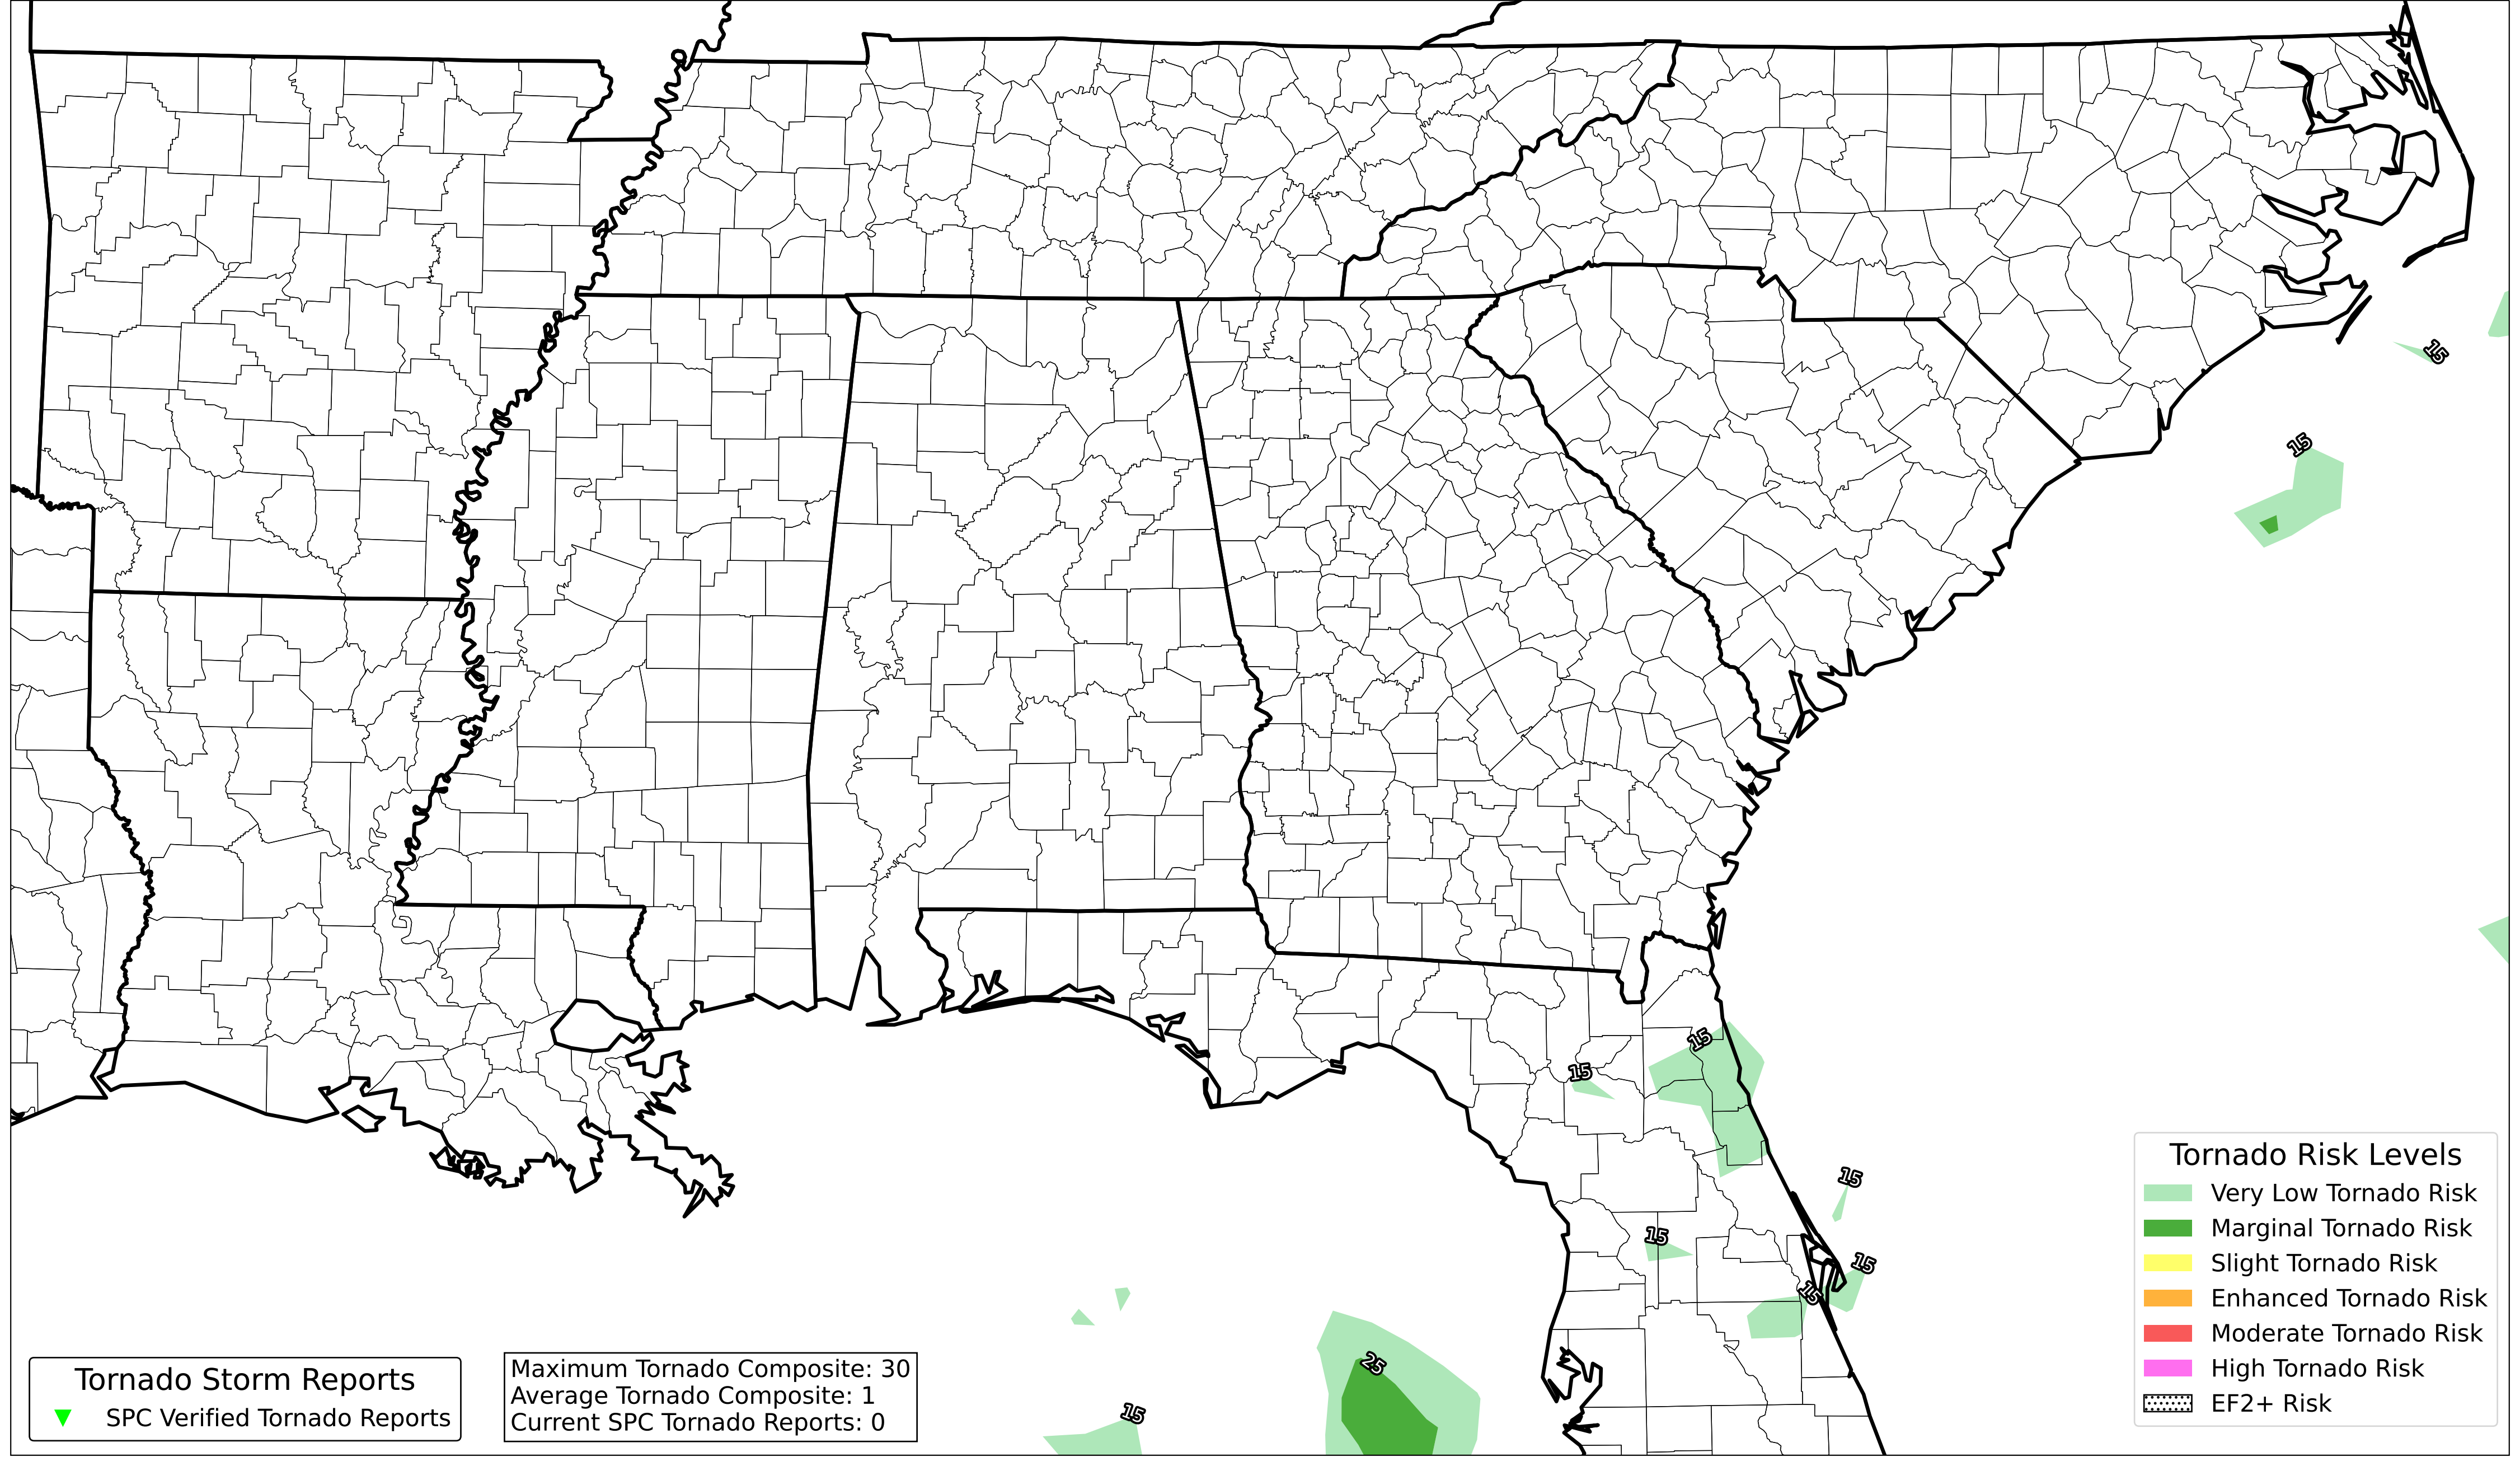 15
15
15
15
15
15
15
15
25
15
Tornado Risk Levels
Very Low Tornado Risk
Marginal Tornado Risk
Slight Tornado Risk
Enhanced Tornado Risk
Moderate Tornado Risk
High Tornado Risk
EF2+ Risk
Tornado Storm Reports
SPC Verified Tornado Reports
Maximum Tornado Composite: 30
Average Tornado Composite: 1
Current SPC Tornado Reports: 0